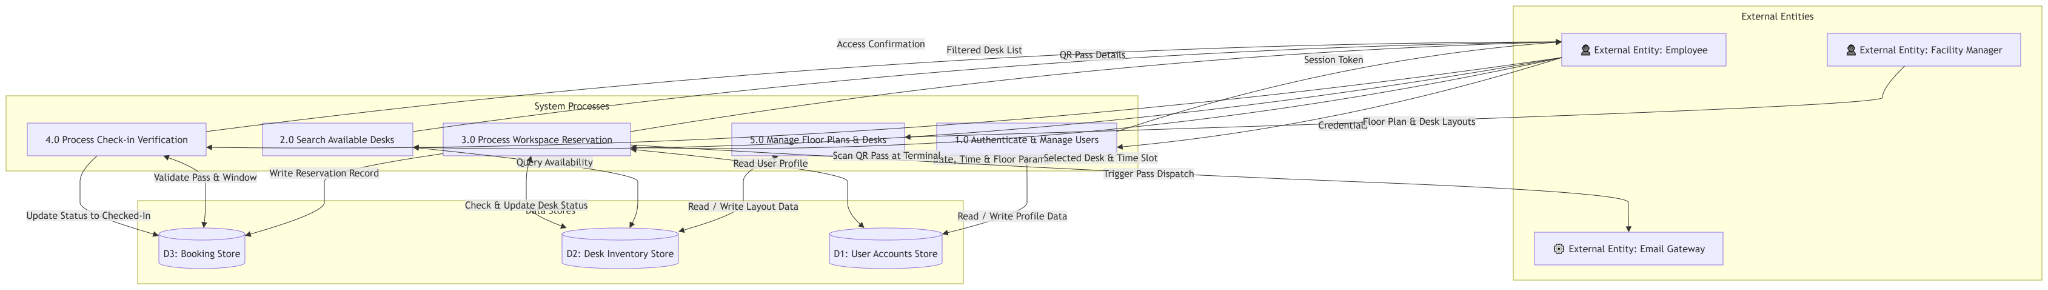 External Entities
Access Confirmation
Filtered Desk List
QR Pass Details
Session Token
External Entity: Employee
External Entity: Facility Manager
System Processes
4.0 Process Check-in Verification
2.0 Search Available Desks
3.0 Process Workspace Reservation
5.0 Manage Floor Plans & Desks
1.0 Authenticate & Manage Users
Credentials
Floor Plan & Desk Layouts
Scan QR Pass at Terminal
Time & Floor
Selected Desk & Time Slot
Query Availability
Read User Profile
Validate Pass & Window
Write Reservation Record
Trigger Pass Dispatch
Update Status to Checked-In
Check & Update Desk Status
Read / Write Layout Data
Read / Write Profile Data
Stores
D3: Booking Store
D2: Desk Inventory Store
D1: User Accounts Store
External Entity: Email Gateway